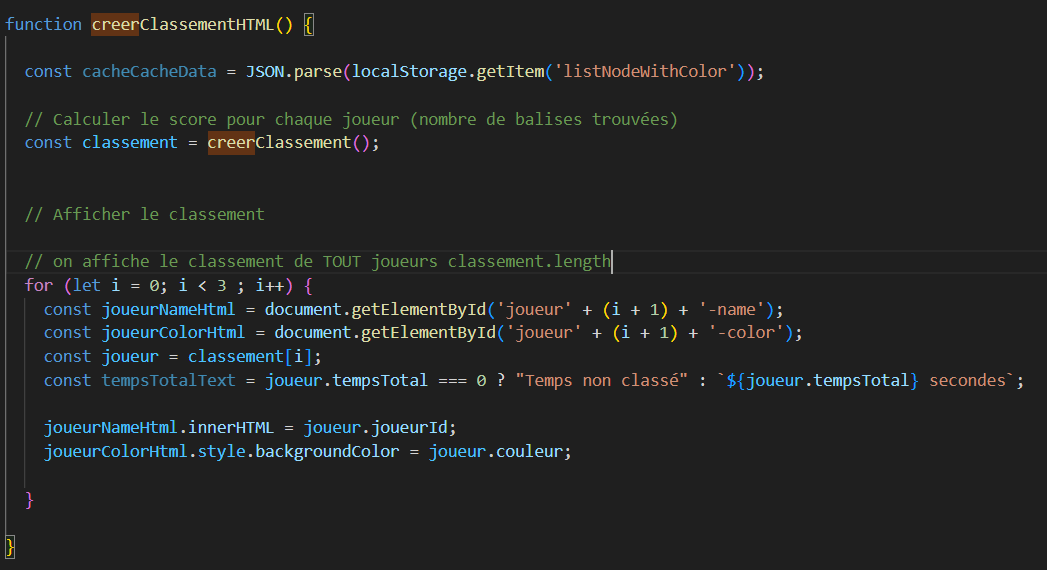 function creerClassementHTML() {
const cacheCacheData = JSON.parse(localStorage.getItem('listNodeWithColor'));
// Calculer le score pour chaque joueur (nombre de balises trouvées)
const classement = creerClassement();
// Afficher le classement
// on affiche le classement de TOUT joueurs classement.length
for (let i = 0; i < 3 ; i++) {
const joueurNameHtml = document.getElementById('joueur' + (i + 1) + '-name');
const joueurColorHtml = document.getElementById('joueur' + (i + 1) + '-color');
const joueur = classement[i];
const tempsTotalText = joueur.tempsTotal === 0 ? "Temps non classé" : `${joueur.tempsTotal} secondes`;
joueurNameHtml.innerHTML = joueur.joueurId;
joueurColorHtml.style.backgroundColor = joueur.couleur;
}
}